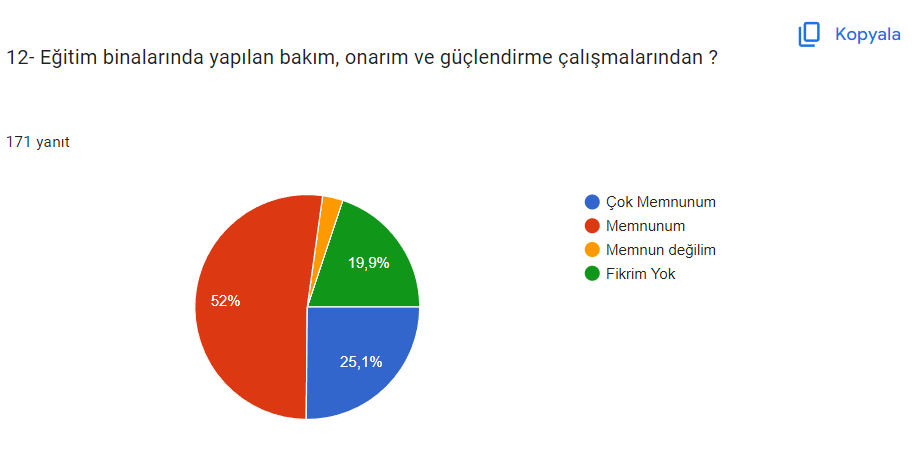 Kopyala
12- Eğitim binalarında yapılan bakım, onarım ve güçlendirme çalışmalarından ?
171 yanıt
Çok Memnunum
Memnunum
Memnun değilim
Fikrim Yok
19,9%
52%
25,1%